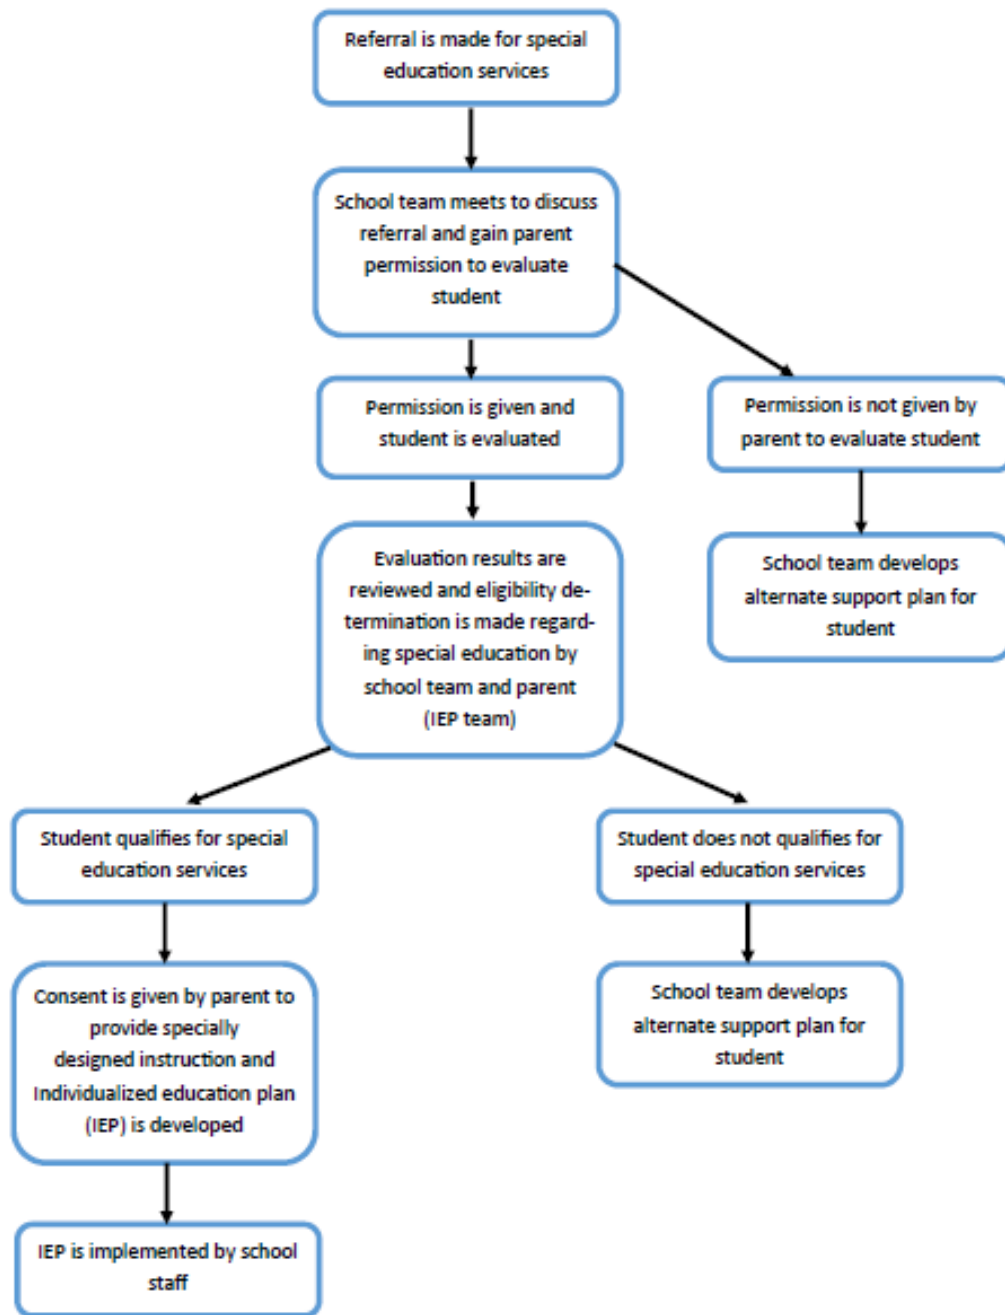 Referral is made for special
education services
School team meets to discuss
referral and gain parent
permission to evaluate
student
Permission is given and
student is evaluated
Permission is not given by
parent to evaluate student
Evaluation results are
reviewed and eligibility de-
termination is made regard-
ing special education by
school team and parent
(IEP team)
School team develops
alternate support plan for
student
Student qualifies for special
education services
Student does not qualifies for
special education services
Consent is given by parent to
provide specially
designed instruction and
Individualized education plan
(IEP) is developed
School team develops
alternate support plan for
student
IEP is implemented by school
staff